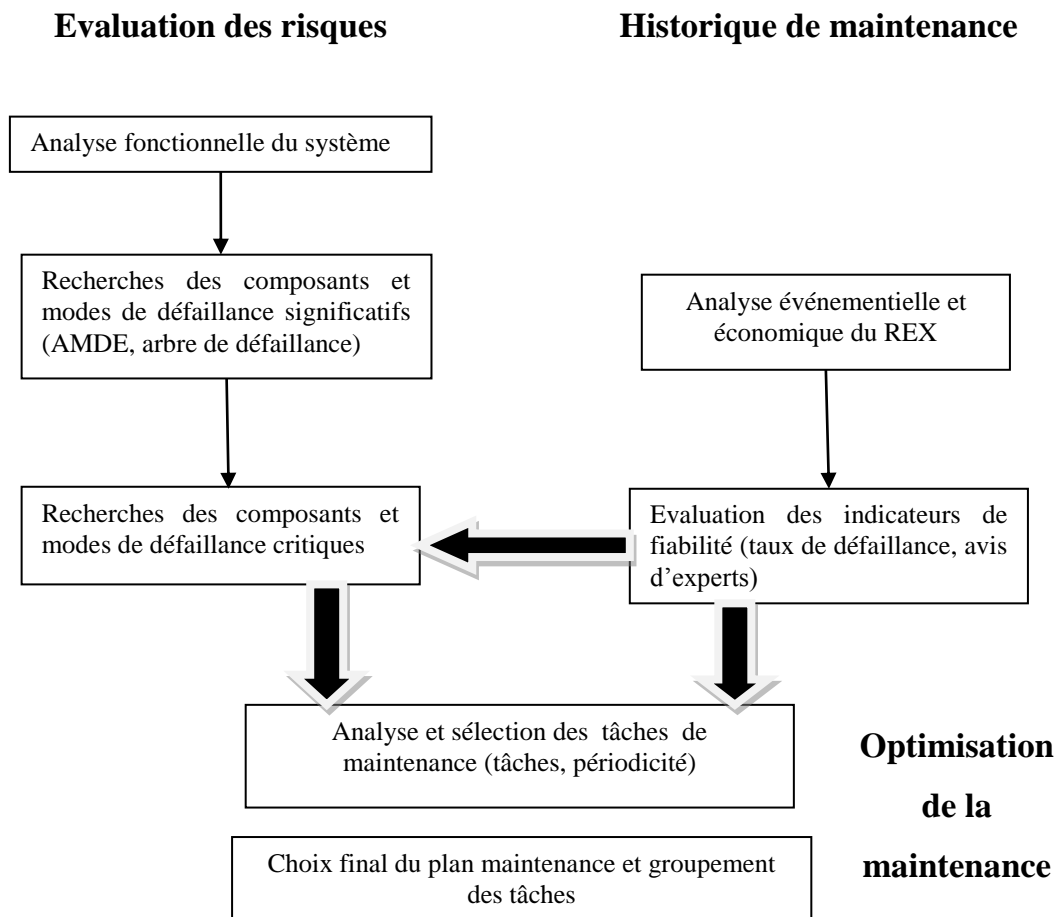 Evaluation des risques
Historique de maintenance
Analyse fonctionnelle du système
Recherches des composants et
modes de défaillance significatifs
(AMDE, arbre de défaillance)
Analyse événementielle et
économique du REX
Recherches des composants et
modes de défaillance critiques
Evaluation des indicateurs de
fiabilité (taux de défaillance, avis
d’experts)
Analyse et sélection des tâches de
maintenance (tâches, périodicité)
Optimisation
de la
maintenance
Choix final du plan maintenance et groupement
des tâches